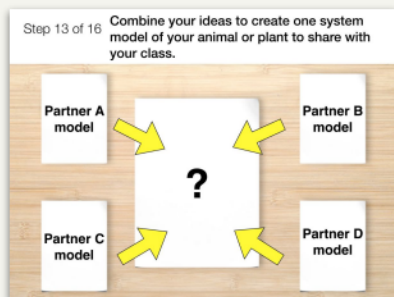 Step 13 of 16
Combine your ideas to create one system
model of your animal or plant to share with
your class.
Partner A
model
Partner B
model
?
Partner C
model
Partner D
model